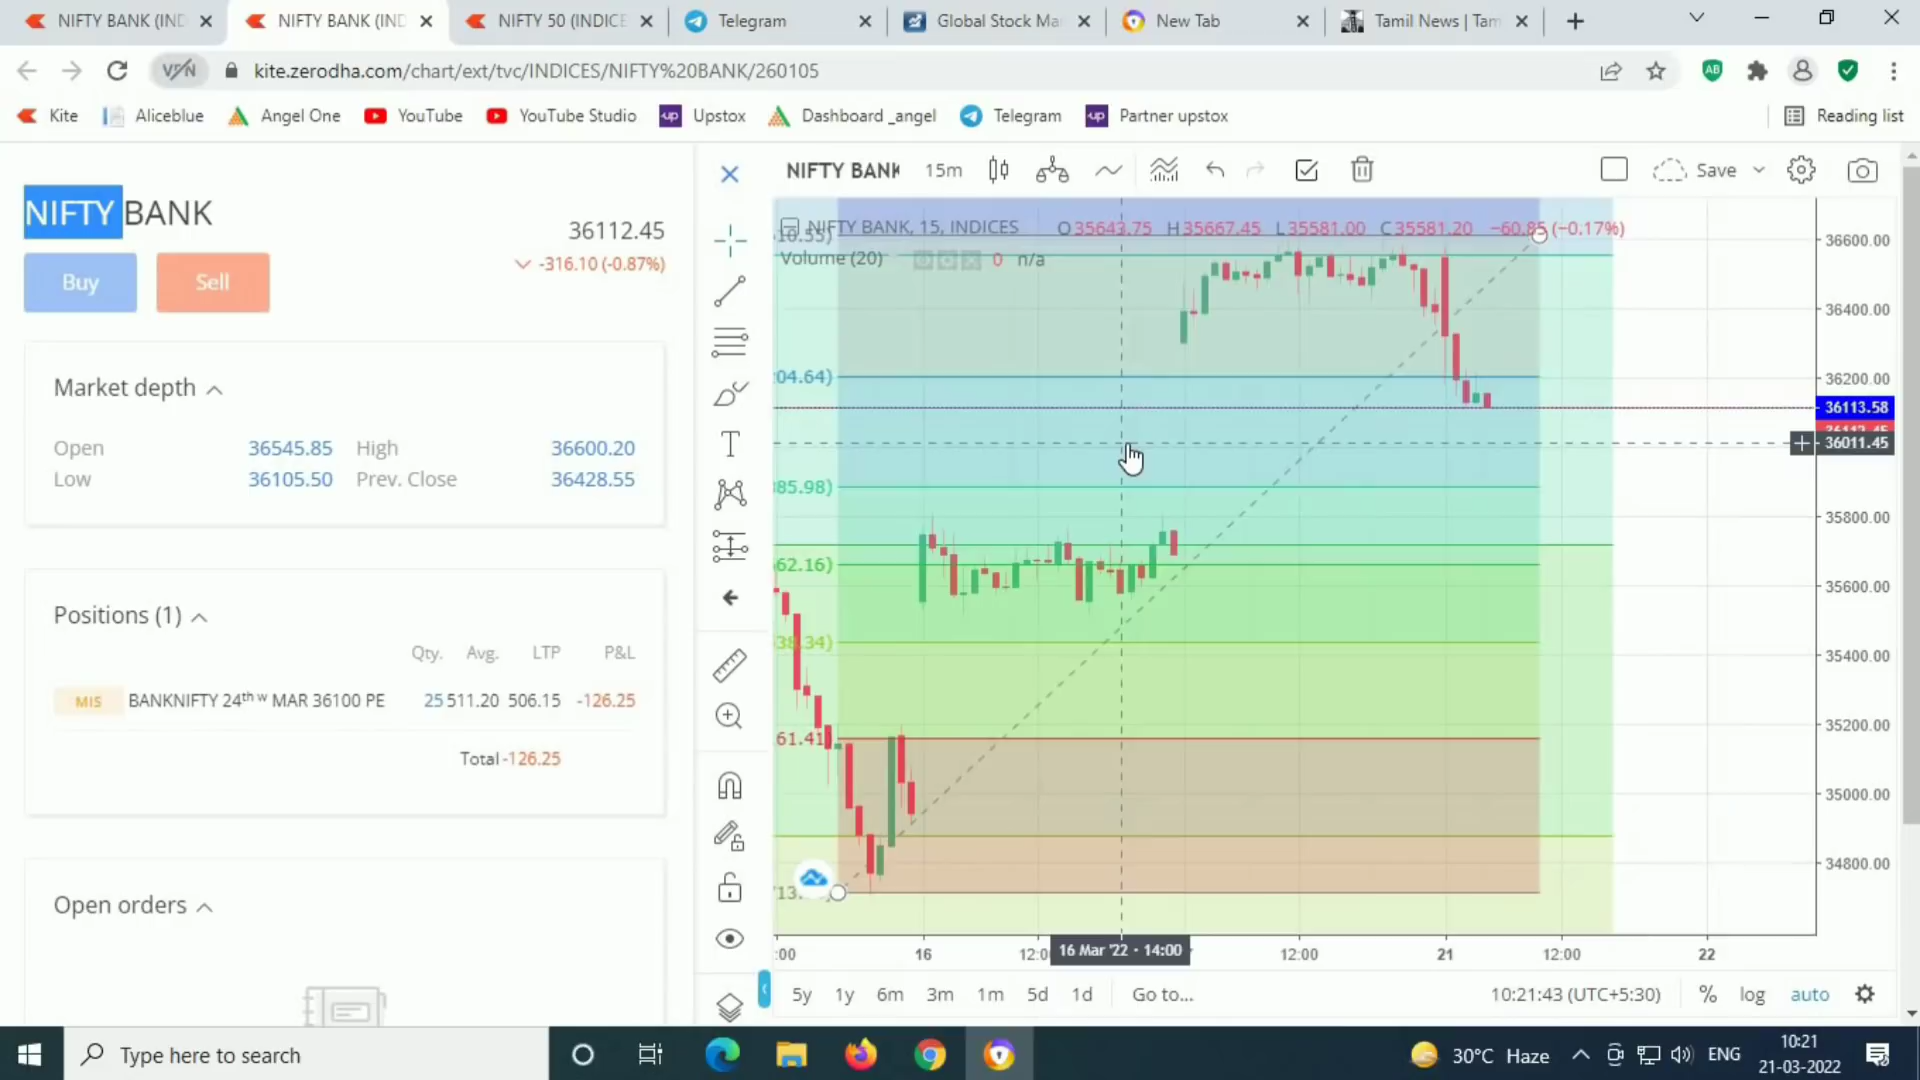 NIFTY BANK (IND
NIFTY BANK (IND
NIFTY 50 (INDICE
Telegram
Global Stock Ma
New Tab
Tamil News | Tam
VPN
kite.zerodha.com/chart/ext/tvc/INDICES/NIFTY%20BANK/260105
AB
Kite
Aliceblue
Angel One
YouTube
YouTube Studio
up Upstox
Dashboard _angel
Telegram
up Partner upstox
Reading list
NIFTY BANK
36112.45
-316.10 (-0.87%)
Buy
Sell
Market depth
Open 36545.85 High 36600.20
Low 36105.50 Prev. Close 36428.55
Positions (1)
Qty. Avg. LTP P&L
MIS BANKNIFTY 24th w MAR 36100 PE 25 511.20 506.15 -126.25
Total -126.25
Open orders
NIFTY BANK 15m
Save
NIFTY BANK, 15, INDICES O35643.75 H35667.45 L35581.00 C35581.20 −60.85 (−0.17%)
Volume (20) 0 n/a
36600.00
36400.00
04.64)
36200.00
36113.58
36112.45
36011.45
85.98)
35800.00
62.16)
35600.00
38.34)
35400.00
35200.00
61.41)
35000.00
34800.00
:00
16
16 Mar '22 · 14:00
12:00
21
12:00
22
5y 1y 6m 3m 1m 5d 1d Go to...
10:21:43 (UTC+5:30) % log auto
Type here to search
30°C Haze
ENG
10:21
21-03-2022